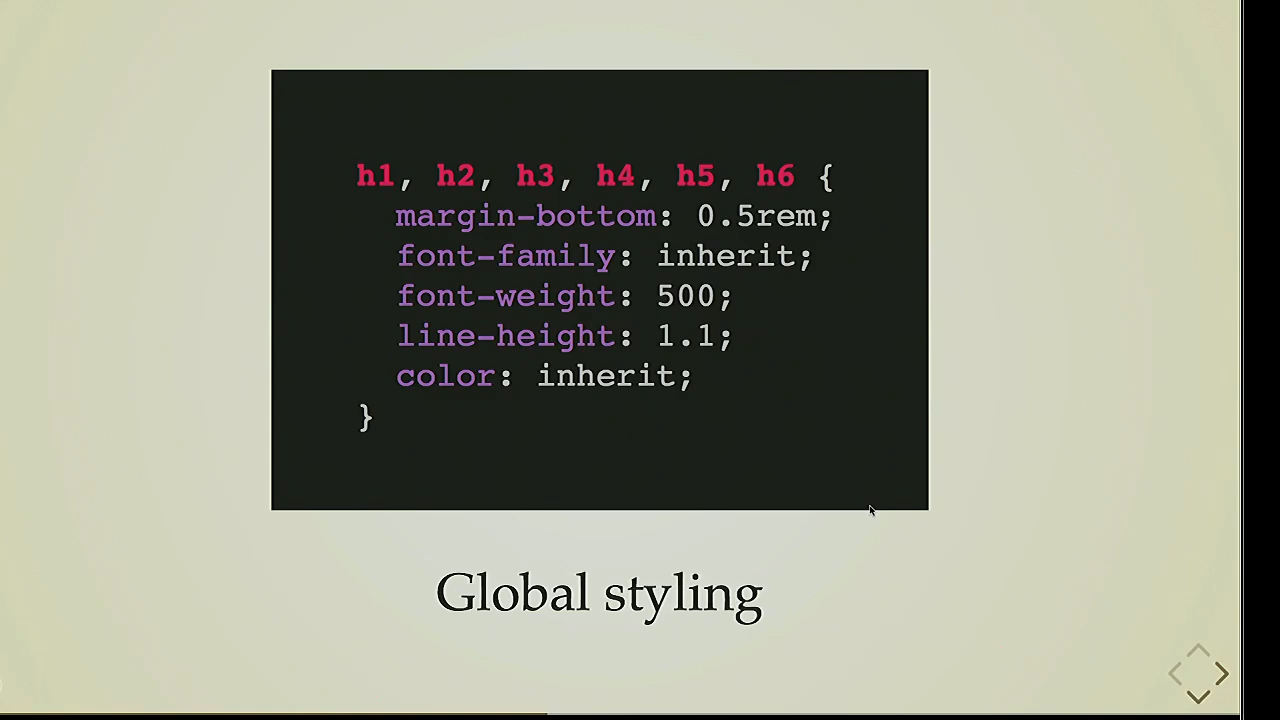 h1, h2, h3, h4, h5, h6 {
  margin-bottom: 0.5rem;
  font-family: inherit;
  font-weight: 500;
  line-height: 1.1;
  color: inherit;
}
Global styling